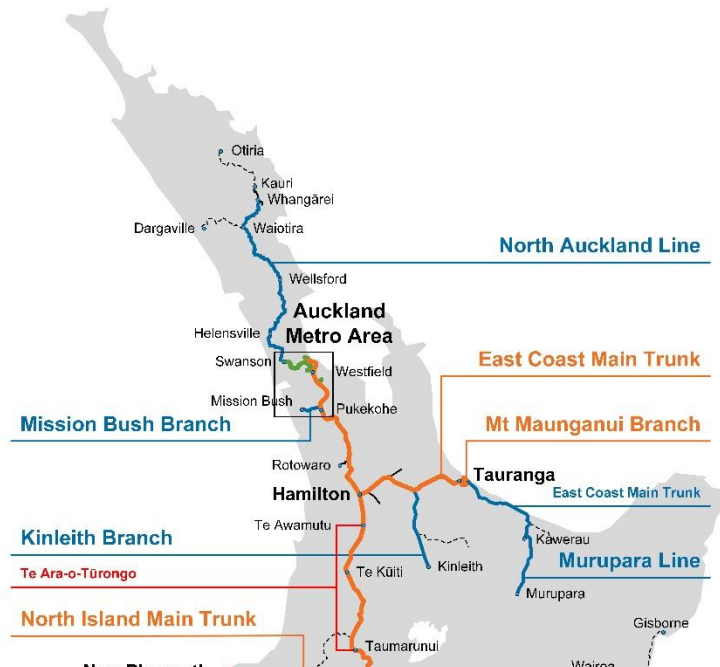 Otiria
Kauri
Whangārei
Dargaville
Waiotira
North Auckland Line
Wellsford
Auckland
Metro Area
Helensville
Swanson
Westfield
East Coast Main Trunk
Mission Bush
Pukekohe
Mission Bush Branch
Mt Maunganui Branch
Rotowaro
Tauranga
Hamilton
East Coast Main Trunk
Te Awamutu
Kinleith Branch
Kawerau
Murupara Line
Te Ara-o-Tūrongo
Te Kūiti
Kinleith
Murupara
North Island Main Trunk
Gisborne
Taumarunui
Wairoa